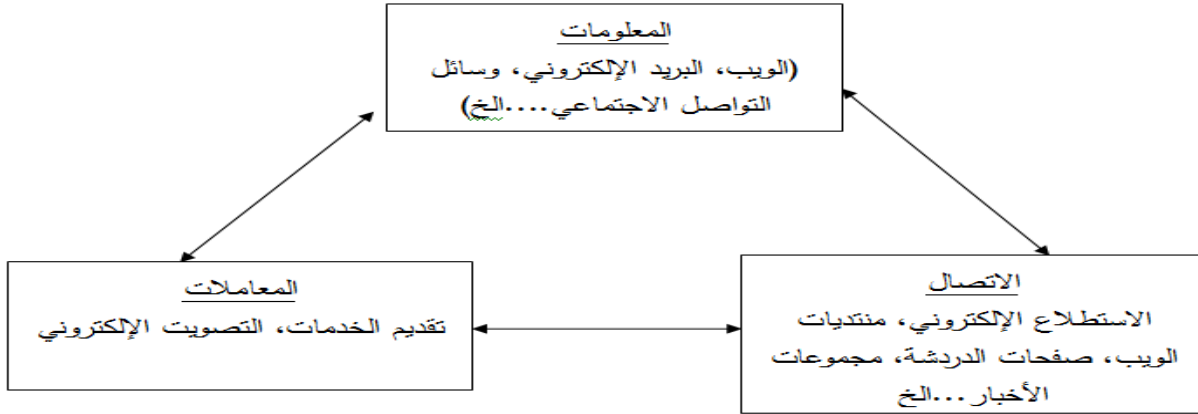 المعلومات
(الويب، البريد الإلكتروني، وسائل
التواصل الاجتماعي....الخ)
الاتصال
الاستطلاع الإلكتروني، منتديات
الويب، صفحات الدردشة، مجموعات
الأخبار...الخ
المعاملات
تقديم الخدمات، التصويت الإلكتروني